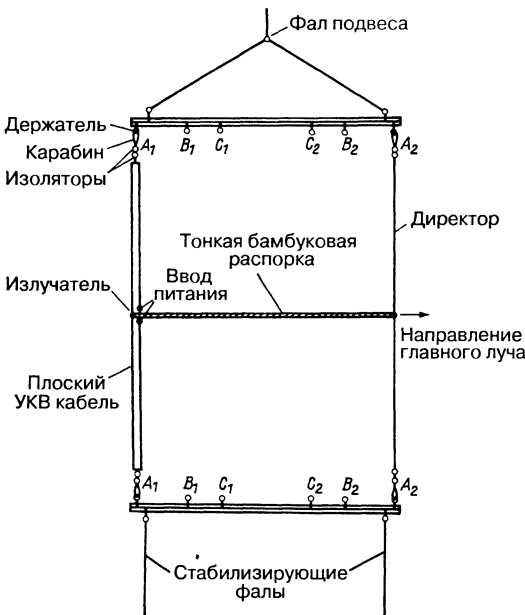 Фал подвеса
Держатель
Карабин
Изоляторы
A1 B1 C1 C2 B2 A2
Директор
Тонкая бамбуковая
распорка
Излучатель
Ввод
питания
Направление
главного луча
Плоский
УКВ кабель
A1 B1 C1 C2 B2 A2
Стабилизирующие
фалы